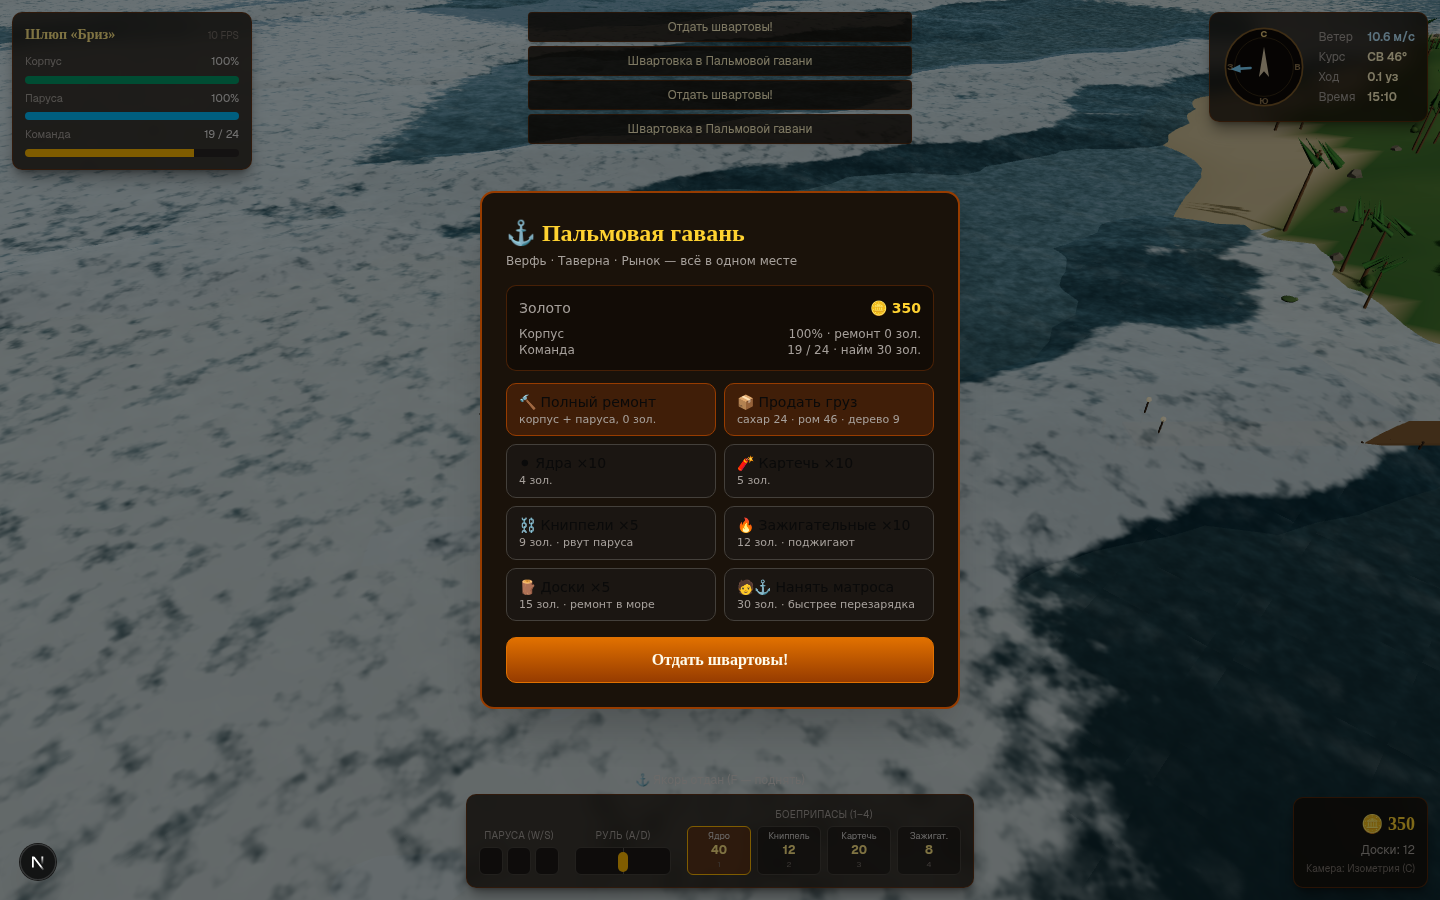 Шлюп «Бриз»
10 FPS
Корпус
100%
Паруса
100%
Команда
19 / 24
Отдать швартовы!
Швартовка в Пальмовой гавани
Отдать швартовы!
Швартовка в Пальмовой гавани
С
З
В
Ю
Ветер 10.6 м/с
Курс СВ 46°
Ход 0.1 уз
Время 15:10
⚓ Пальмовая гавань
Верфь · Таверна · Рынок — всё в одном месте
Золото
🪙 350
Корпус
100% · ремонт 0 зол.
Команда
19 / 24 · найм 30 зол.
🔨 Полный ремонт
корпус + паруса, 0 зол.
📦 Продать груз
сахар 24 · ром 46 · дерево 9
Ядра ×10
4 зол.
🧨 Картечь ×10
5 зол.
⛓️ Книппели ×5
9 зол. · рвут паруса
🔥 Зажигательные ×10
12 зол. · поджигают
🪵 Доски ×5
15 зол. · ремонт в море
🧑⚓ Нанять матроса
30 зол. · быстрее перезарядка
Отдать швартовы!
ПАРУСА (W/S)
РУЛЬ (A/D)
БОЕПРИПАСЫ (1–4)
Ядро
40
1
Книппель
12
2
Картечь
20
3
Зажигат.
8
4
🪙 350
Доски: 12
Камера: Изометрия (C)
N